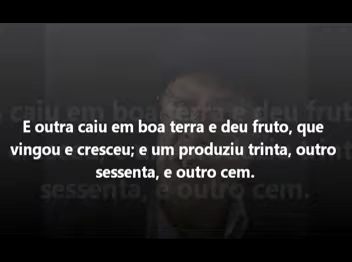 E outra caiu em boa terra e deu fruto, que
vingou e cresceu; e um produziu trinta, outro
sessenta, e outro cem.